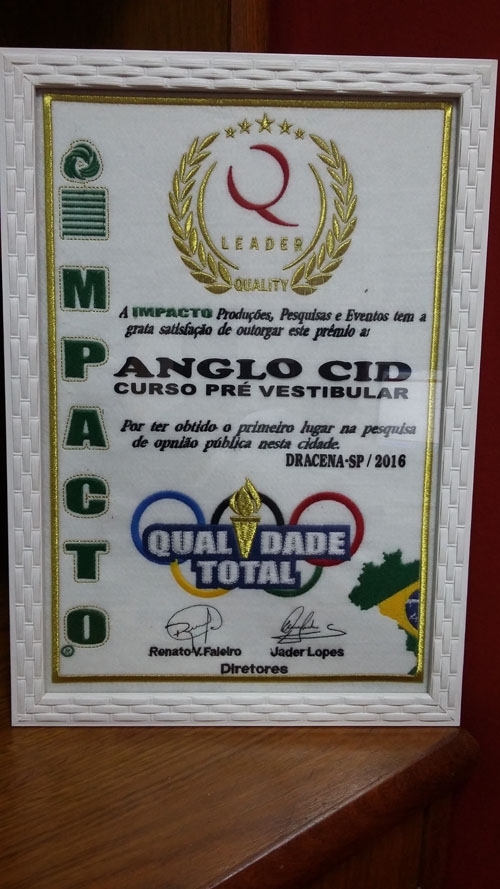 LEADER
QUALITY
IMPACTO
A IMPACTO Produções, Pesquisas e Eventos tem a
grata satisfação de outorgar este prêmio a:
ANGLO CID
CURSO PRÉ VESTIBULAR
Por ter obtido o primeiro lugar na pesquisa
de opnião pública nesta cidade.
DRACENA-SP / 2016
QUALIDADE
TOTAL
Renato V. Faleiro Jader Lopes
Diretores